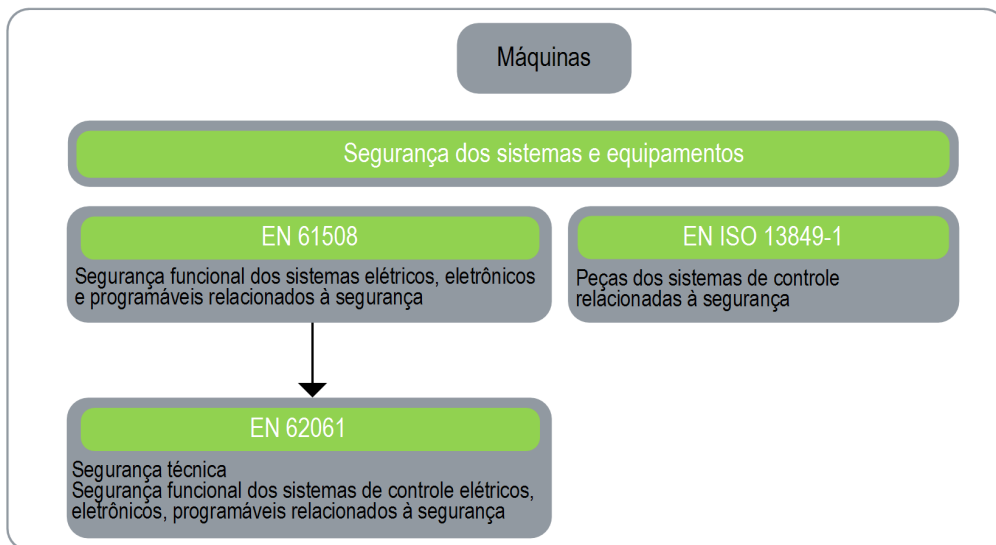 Máquinas
Segurança dos sistemas e equipamentos
EN 61508
Segurança funcional dos sistemas elétricos, eletrônicos
e programáveis relacionados à segurança
EN ISO 13849-1
Peças dos sistemas de controle
relacionadas à segurança
EN 62061
Segurança técnica
Segurança funcional dos sistemas de controle elétricos,
eletrônicos, programáveis relacionados à segurança